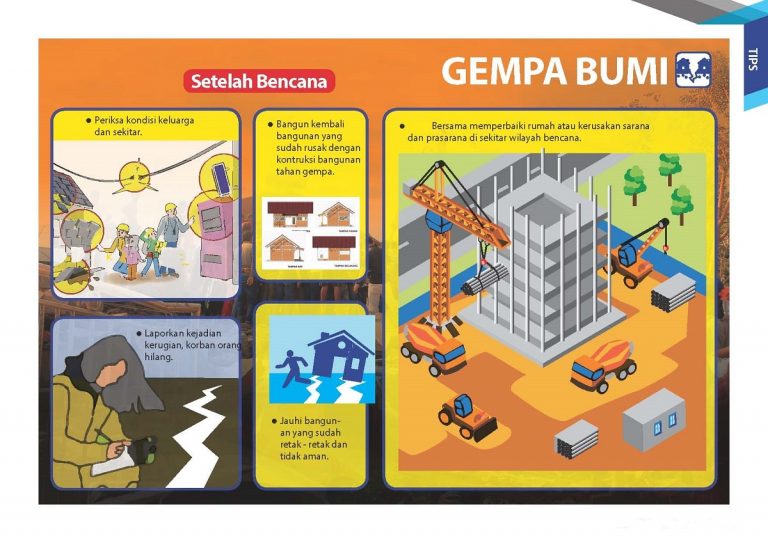 TIPS
GEMPA BUMI
Setelah Bencana
• Periksa kondisi keluarga
dan sekitar.
• Bangun kembali
bangunan yang
sudah rusak dengan
kontruksi bangunan
tahan gempa.
• Bersama memperbaiki rumah atau kerusakan sarana
dan prasarana di sekitar wilayah bencana.
• Laporkan kejadian
kerugian, korban orang
hilang.
• Jauhi bangun-
an yang sudah
retak - retak dan
tidak aman.